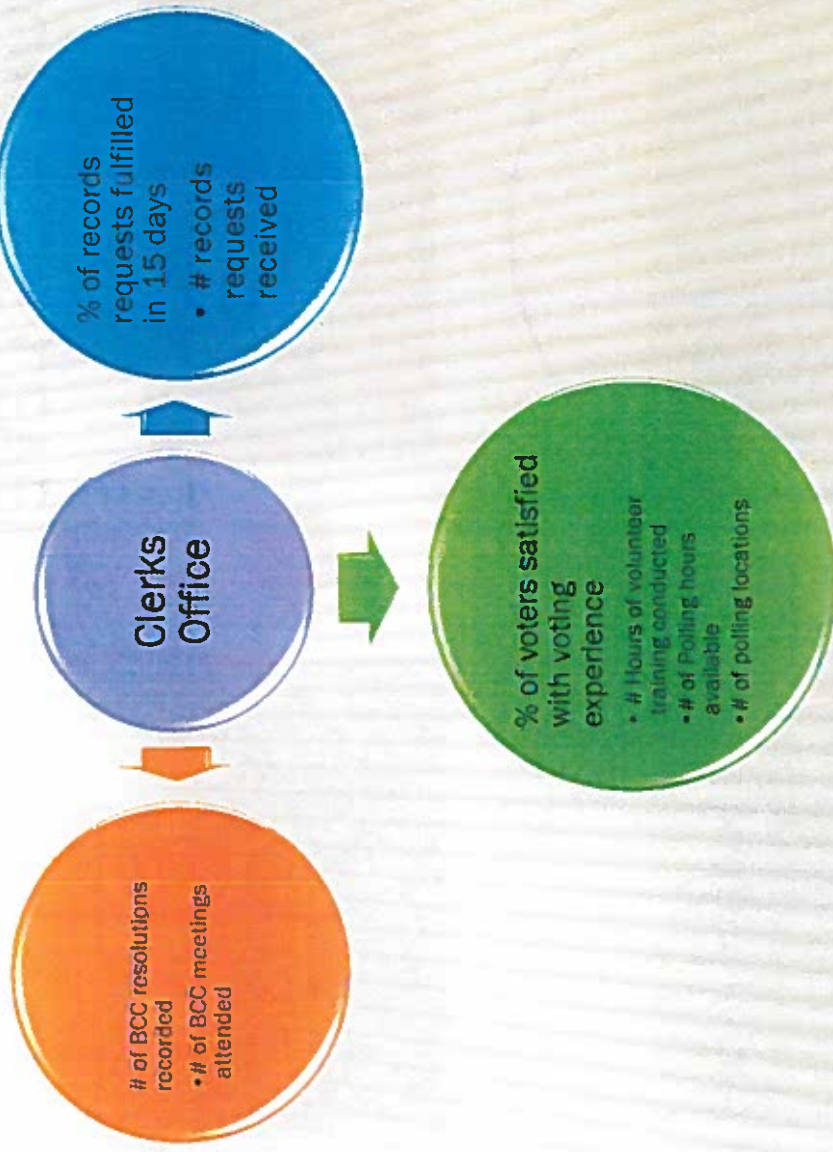 Clerks
Office
# of BCC resolutions
recorded
• # of BCC meetings
attended
% of records
requests fulfilled
in 15 days
• # records
requests
received
% of voters satisfied
with voting
experience
• # Hours of volunteer
training conducted
• # of Polling hours
available
• # of polling locations